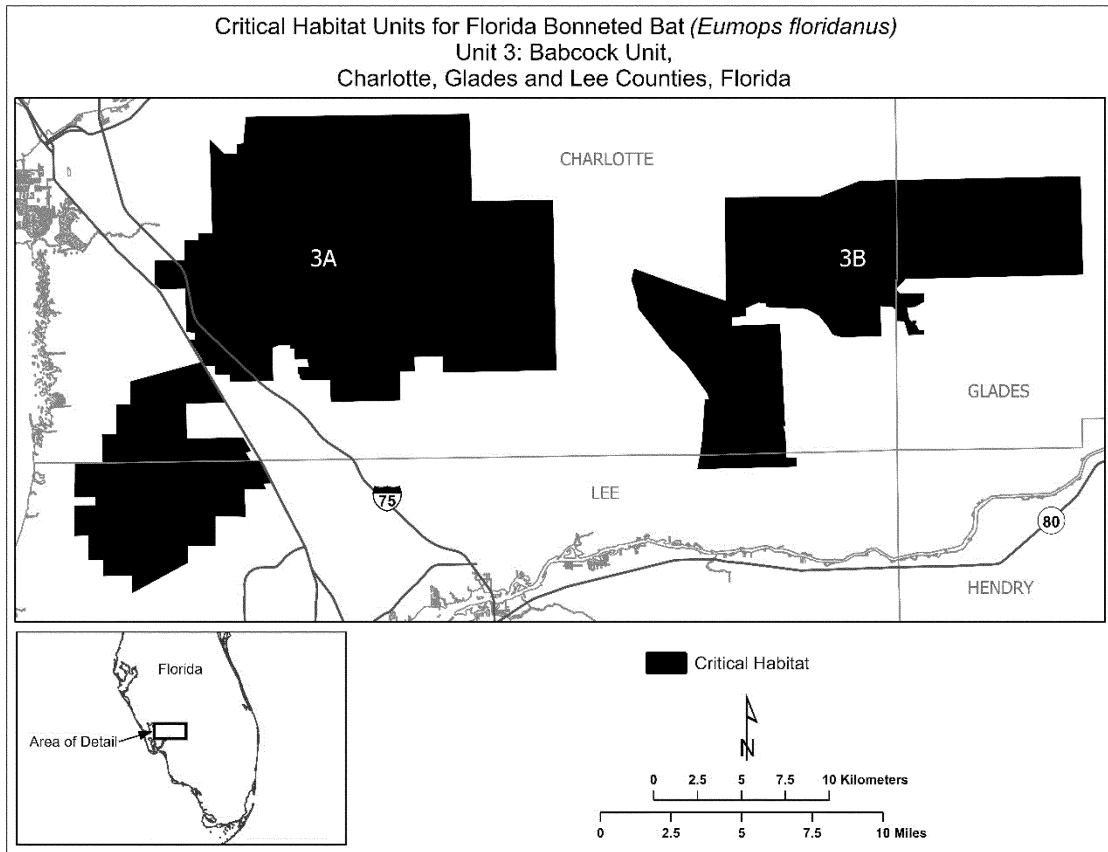 Critical Habitat Units for Florida Bonneted Bat (Eumops floridanus)
Unit 3: Babcock Unit,
Charlotte, Glades and Lee Counties, Florida
CHARLOTTE
3A
3B
GLADES
LEE
75
80
HENDRY
Florida
Area of Detail
Critical Habitat
N
0 2.5 5 7.5 10 Kilometers
0 2.5 5 7.5 10 Miles